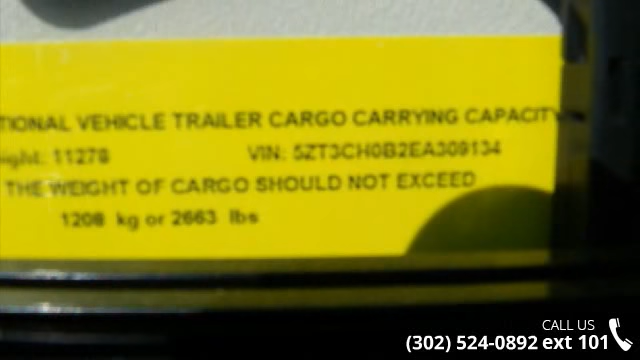 TIONAL VEHICLE TRAILER CARGO CARRYING CAPACITY
ight: 11278 VIN: 5ZT3CH0B2EA309134
THE WEIGHT OF CARGO SHOULD NOT EXCEED
1208 kg or 2663 lbs
CALL US
(302) 524-0892 ext 101